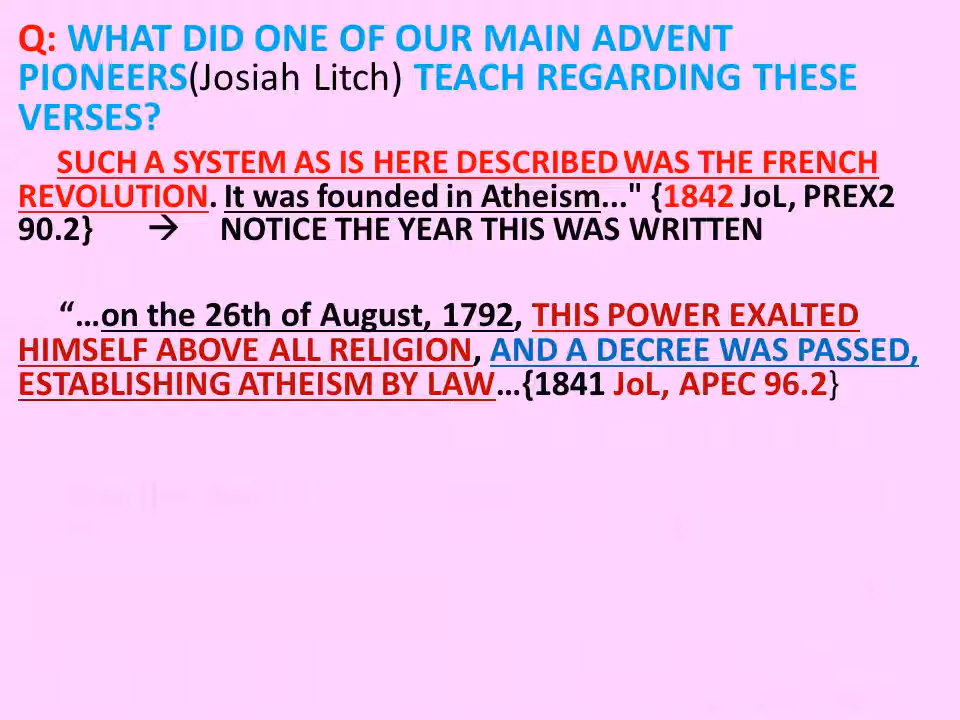 Q: WHAT DID ONE OF OUR MAIN ADVENT
PIONEERS(Josiah Litch) TEACH REGARDING THESE
VERSES?
SUCH A SYSTEM AS IS HERE DESCRIBED WAS THE FRENCH
REVOLUTION. It was founded in Atheism..." {1842 JoL, PREX2
90.2} → NOTICE THE YEAR THIS WAS WRITTEN
“…on the 26th of August, 1792, THIS POWER EXALTED
HIMSELF ABOVE ALL RELIGION, AND A DECREE WAS PASSED,
ESTABLISHING ATHEISM BY LAW…{1841 JoL, APEC 96.2}